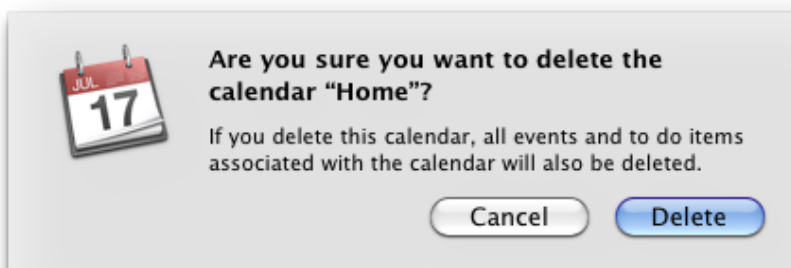 Are you sure you want to delete the
calendar “Home”?
JUL
17
If you delete this calendar, all events and to do items
associated with the calendar will also be deleted.
Cancel
Delete